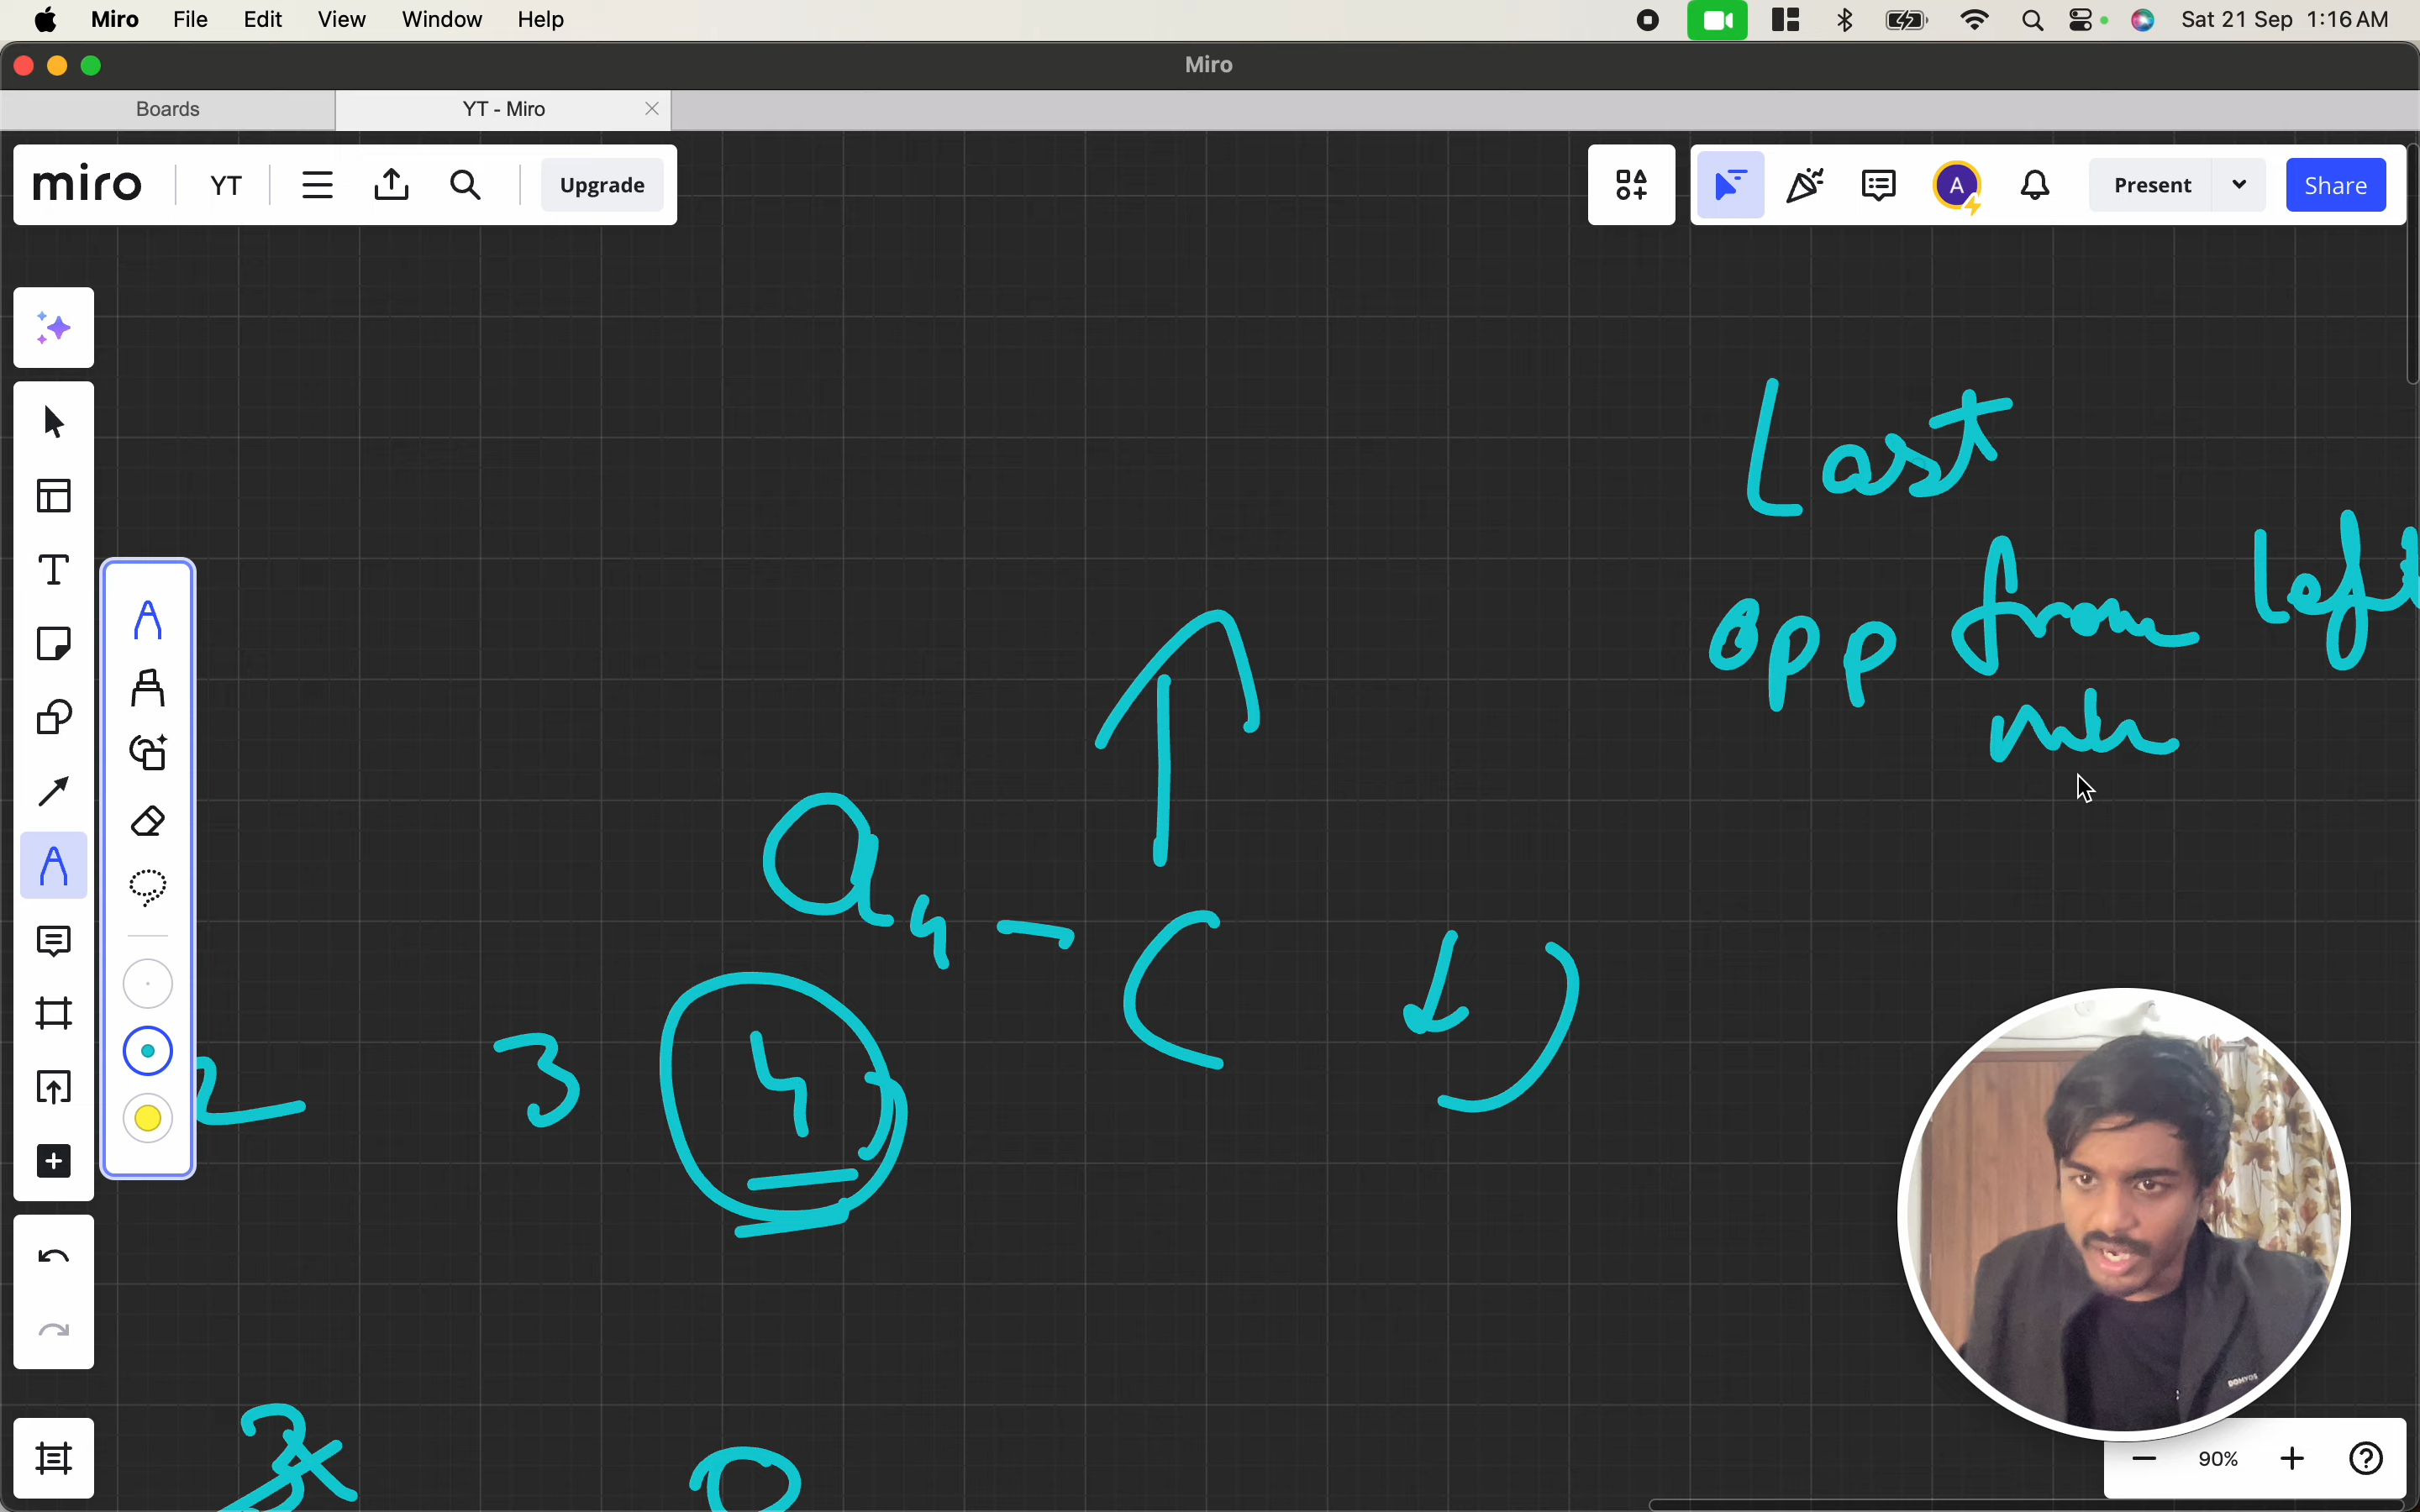 Miro File Edit View Window Help Sat 21 Sep 1:16 AM
Miro
Boards YT - Miro
miro YT Upgrade A Present Share
Last
opp from left
a4 - ( )
2 3 4
DOMYOS
90%